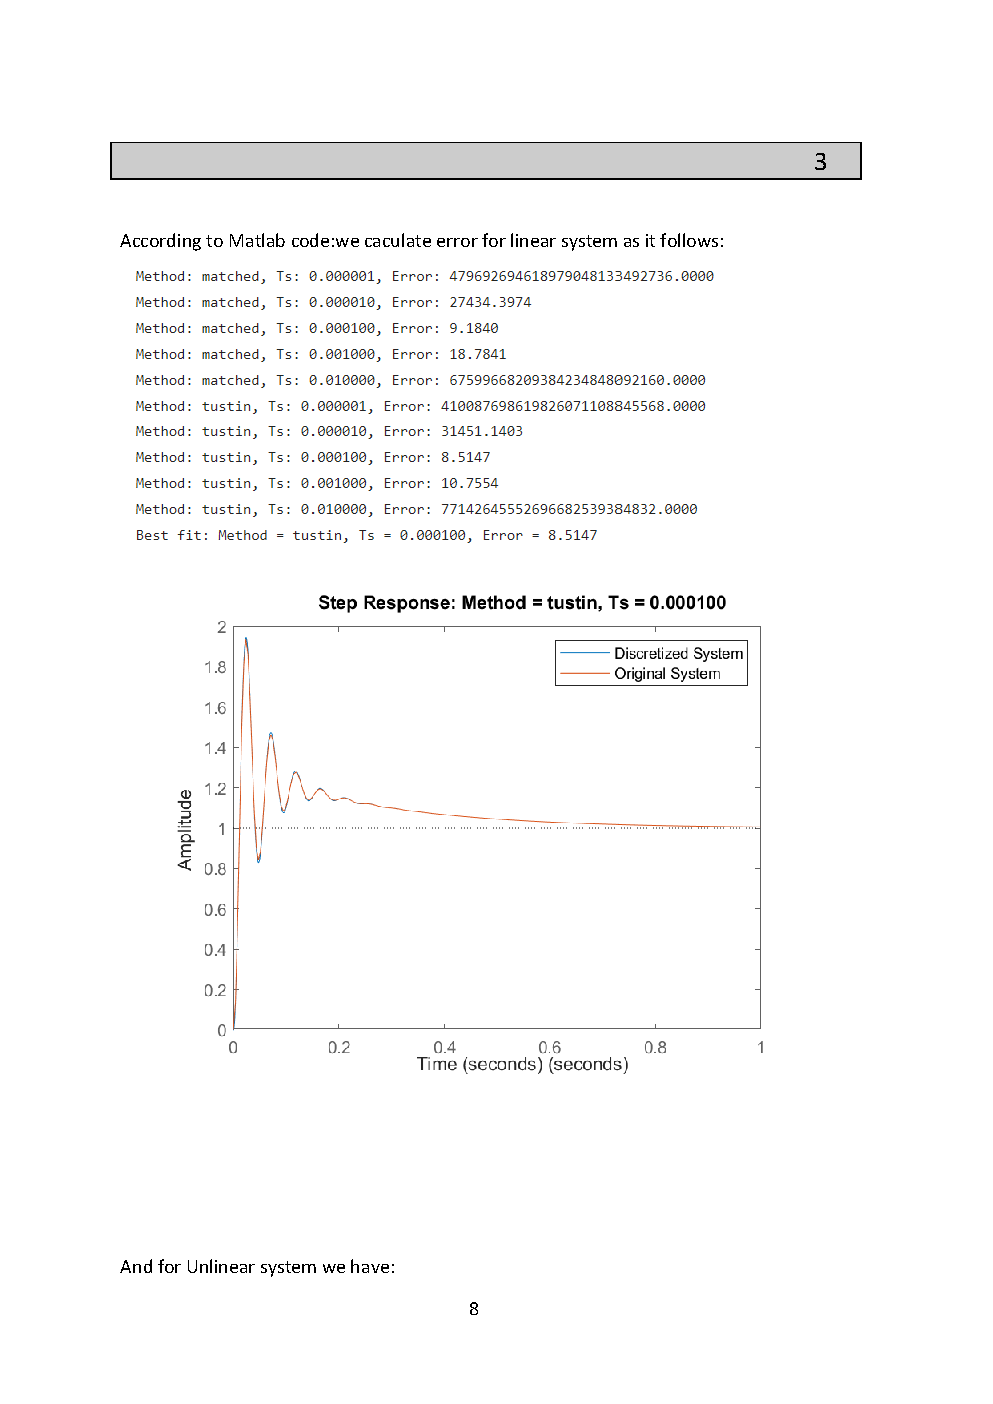 3
According to Matlab code:we caculate error for linear system as it follows:
Method: matched, Ts: 0.000001, Error: 479692694618979048133492736.0000
Method: matched, Ts: 0.000010, Error: 27434.3974
Method: matched, Ts: 0.000100, Error: 9.1840
Method: matched, Ts: 0.001000, Error: 18.7841
Method: matched, Ts: 0.010000, Error: 67599668209384234848092160.0000
Method: tustin, Ts: 0.000001, Error: 410087698619826071108845568.0000
Method: tustin, Ts: 0.000010, Error: 31451.1403
Method: tustin, Ts: 0.000100, Error: 8.5147
Method: tustin, Ts: 0.001000, Error: 10.7554
Method: tustin, Ts: 0.010000, Error: 77142645552696682539384832.0000
Best fit: Method = tustin, Ts = 0.000100, Error = 8.5147
Step Response: Method = tustin, Ts = 0.000100
2
1.8
1.6
1.4
1.2
1
0.8
0.6
0.4
0.2
0
Amplitude
Discretized System
Original System
0 0.2 0.4 0.6 0.8 1
Time (seconds) (seconds)
And for Unlinear system we have:
8